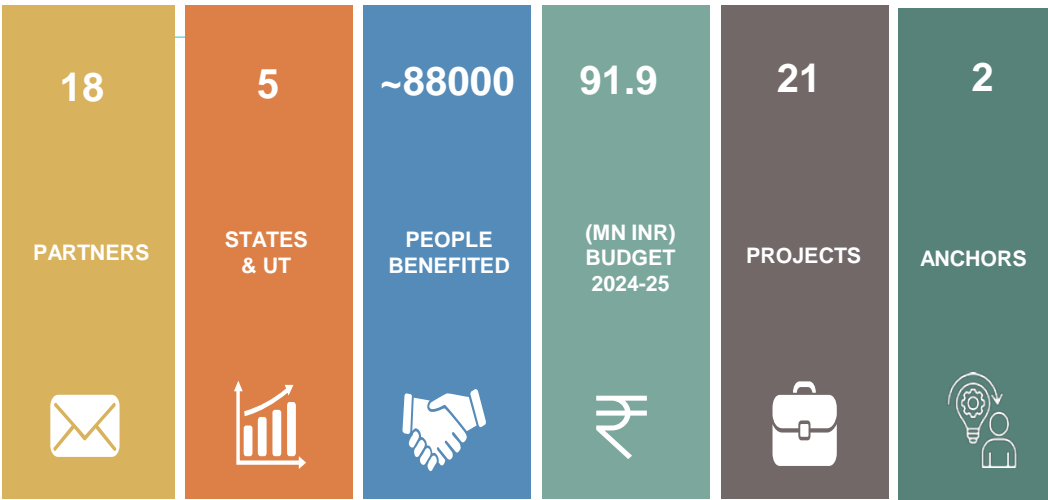 18
PARTNERS
5
STATES
& UT
~88000
PEOPLE
BENEFITED
91.9
(MN INR)
BUDGET
2024-25
21
PROJECTS
2
ANCHORS